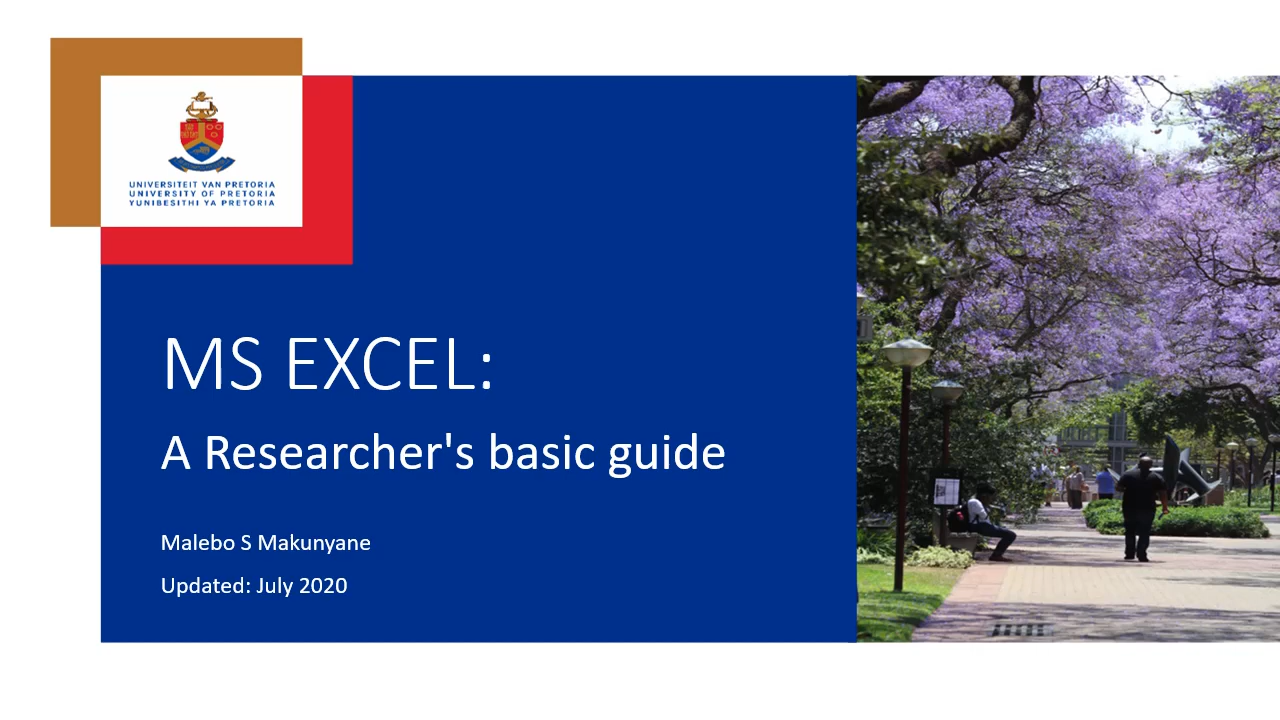 UNIVERSITEIT VAN PRETORIA
UNIVERSITY OF PRETORIA
YUNIBESITHI YA PRETORIA
MS EXCEL:
A Researcher's basic guide
Malebo S Makunyane
Updated: July 2020